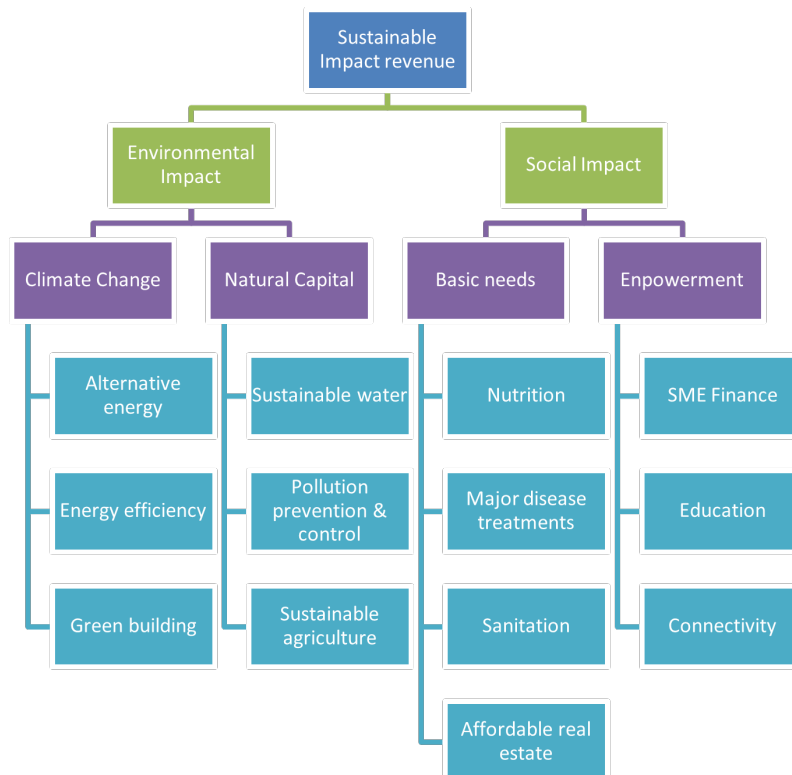 Sustainable
Impact revenue
Environmental
Impact
Social Impact
Climate Change
Natural Capital
Basic needs
Enpowerment
Alternative
energy
Sustainable water
Nutrition
SME Finance
Energy efficiency
Pollution
prevention &
control
Major disease
treatments
Education
Green building
Sustainable
agriculture
Sanitation
Connectivity
Affordable real
estate